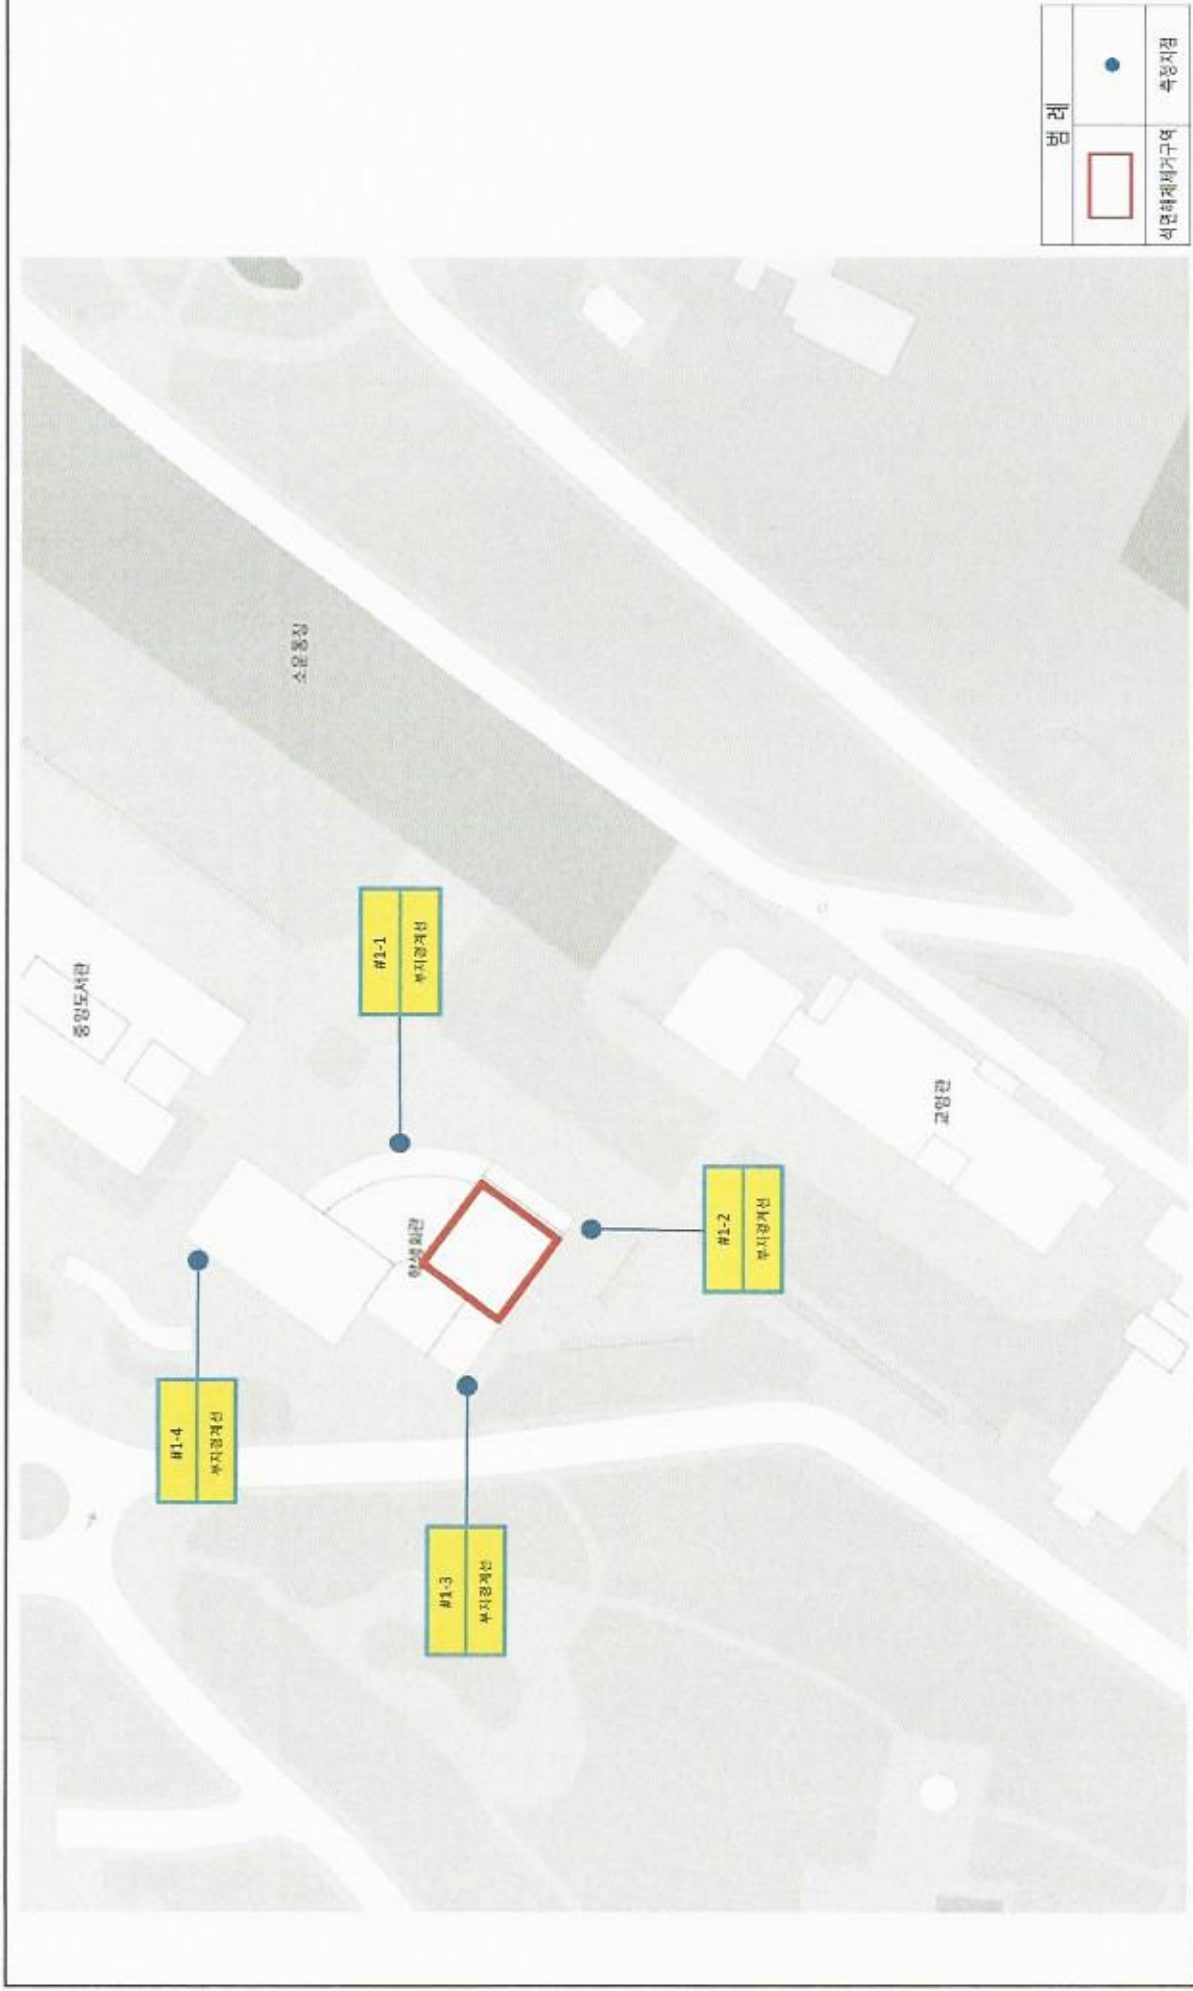 중앙도서관
소운동장
#1-4
부지경계선
#1-1
부지경계선
학생회관
#1-3
부지경계선
#1-2
부지경계선
교양관
범 례
석면해체제거구역
측정지점